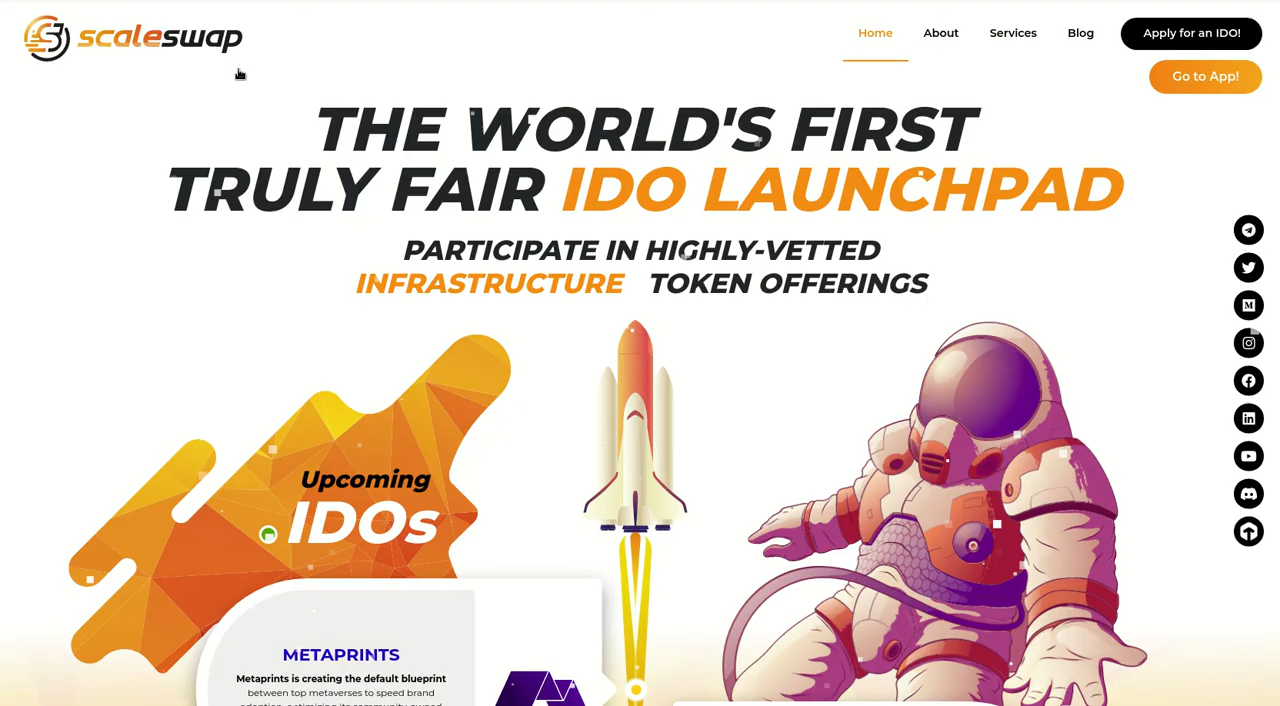 scaleswap
Home
About
Services
Blog
Apply for an IDO!
Go to App!
THE WORLD'S FIRST
TRULY FAIR IDO LAUNCHPAD
PARTICIPATE IN HIGHLY-VETTED
INFRASTRUCTURE TOKEN OFFERINGS
Upcoming
IDOs
METAPRINTS
Metaprints is creating the default blueprint
between top metaverses to speed brand